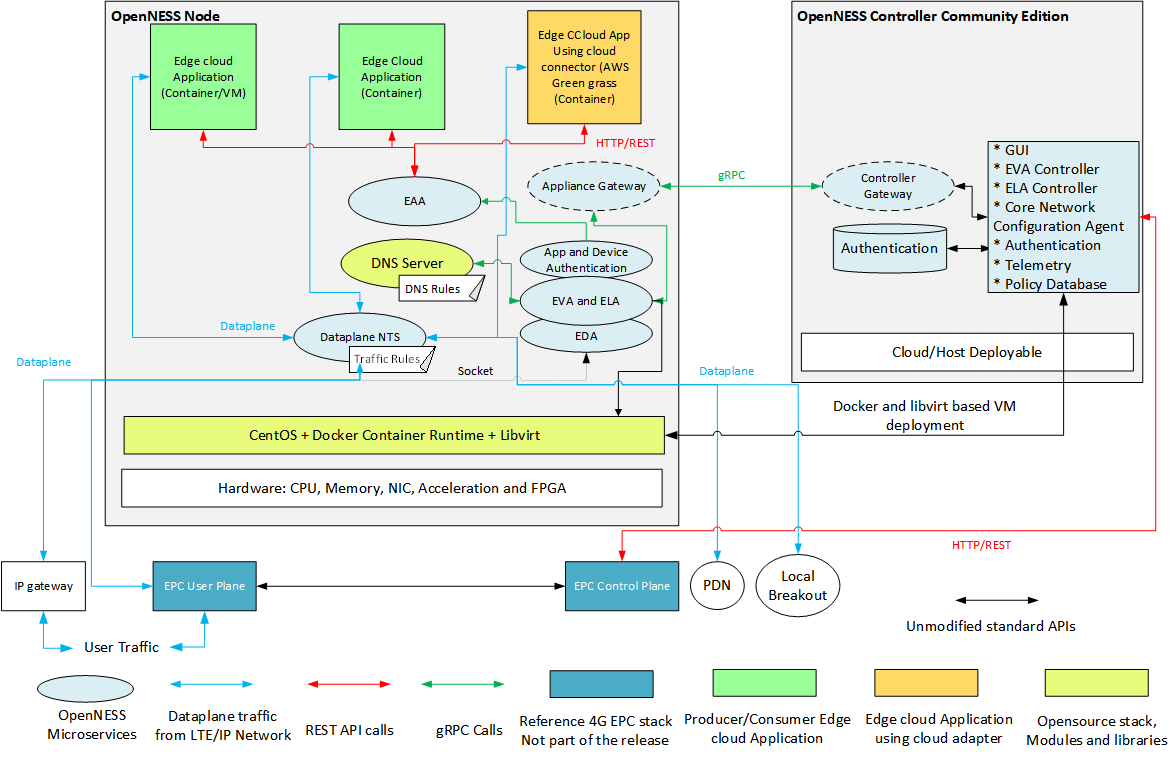 OpenNESS Node
OpenNESS Controller Community Edition
Edge cloud
Application
(Container/VM)
Edge Cloud
Application
(Container)
Edge CCloud App
Using cloud
connector (AWS
Green grass
(Container)
HTTP/REST
EAA
Appliance Gateway
gRPC
Controller
Gateway
Authentication
* GUI
* EVA Controller
* ELA Controller
* Core Network
Configuration Agent
* Authentication
* Telemetry
* Policy Database
DNS Server
DNS Rules
App and Device
Authentication
EVA and ELA
EDA
Dataplane
Dataplane NTS
Traffic Rules
Cloud/Host Deployable
Dataplane
Socket
Dataplane
Docker and libvirt based VM
deployment
CentOS + Docker Container Runtime + Libvirt
Hardware: CPU, Memory, NIC, Acceleration and FPGA
HTTP/REST
IP gateway
EPC User Plane
EPC Control Plane
PDN
Local
Breakout
Unmodified standard APIs
User Traffic
OpenNESS
Microservices
Dataplane traffic
from LTE/IP Network
REST API calls
gRPC Calls
Reference 4G EPC stack
Not part of the release
Producer/Consumer Edge
cloud Application
Edge cloud Application
using cloud adapter
Opensource stack,
Modules and libraries